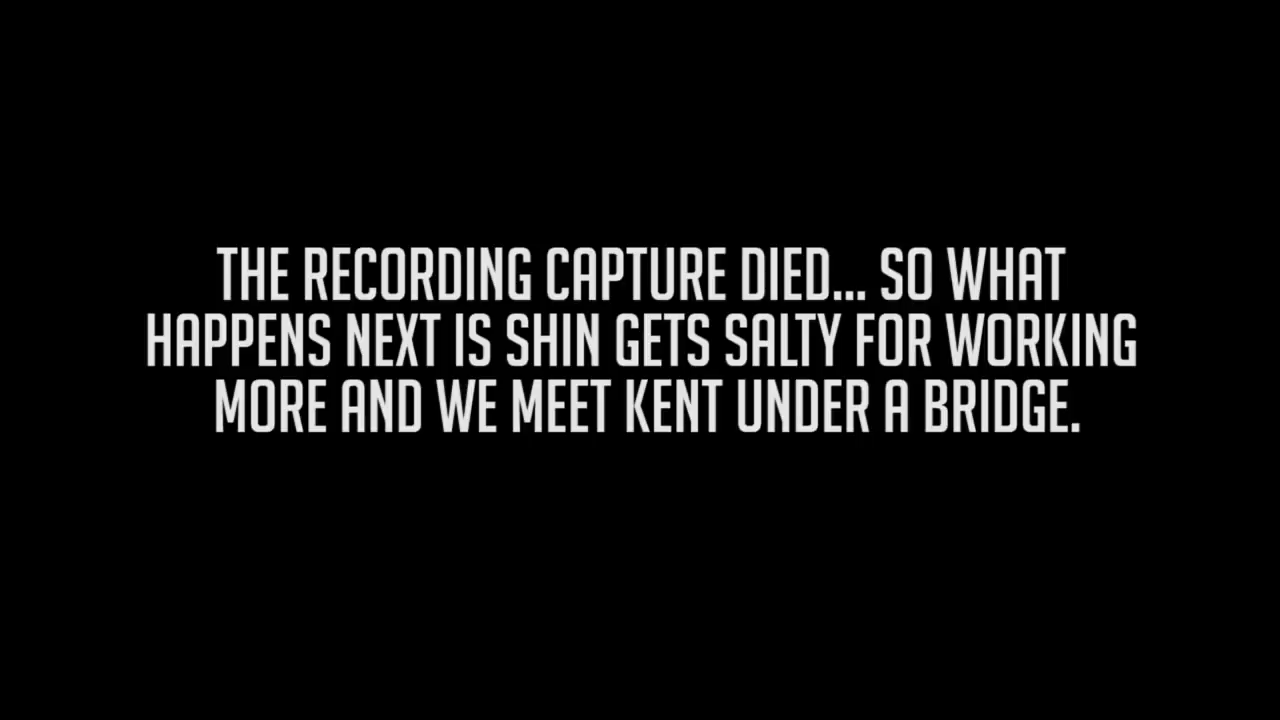 THE RECORDING CAPTURE DIED... SO WHAT
HAPPENS NEXT IS SHIN GETS SALTY FOR WORKING
MORE AND WE MEET KENT UNDER A BRIDGE.